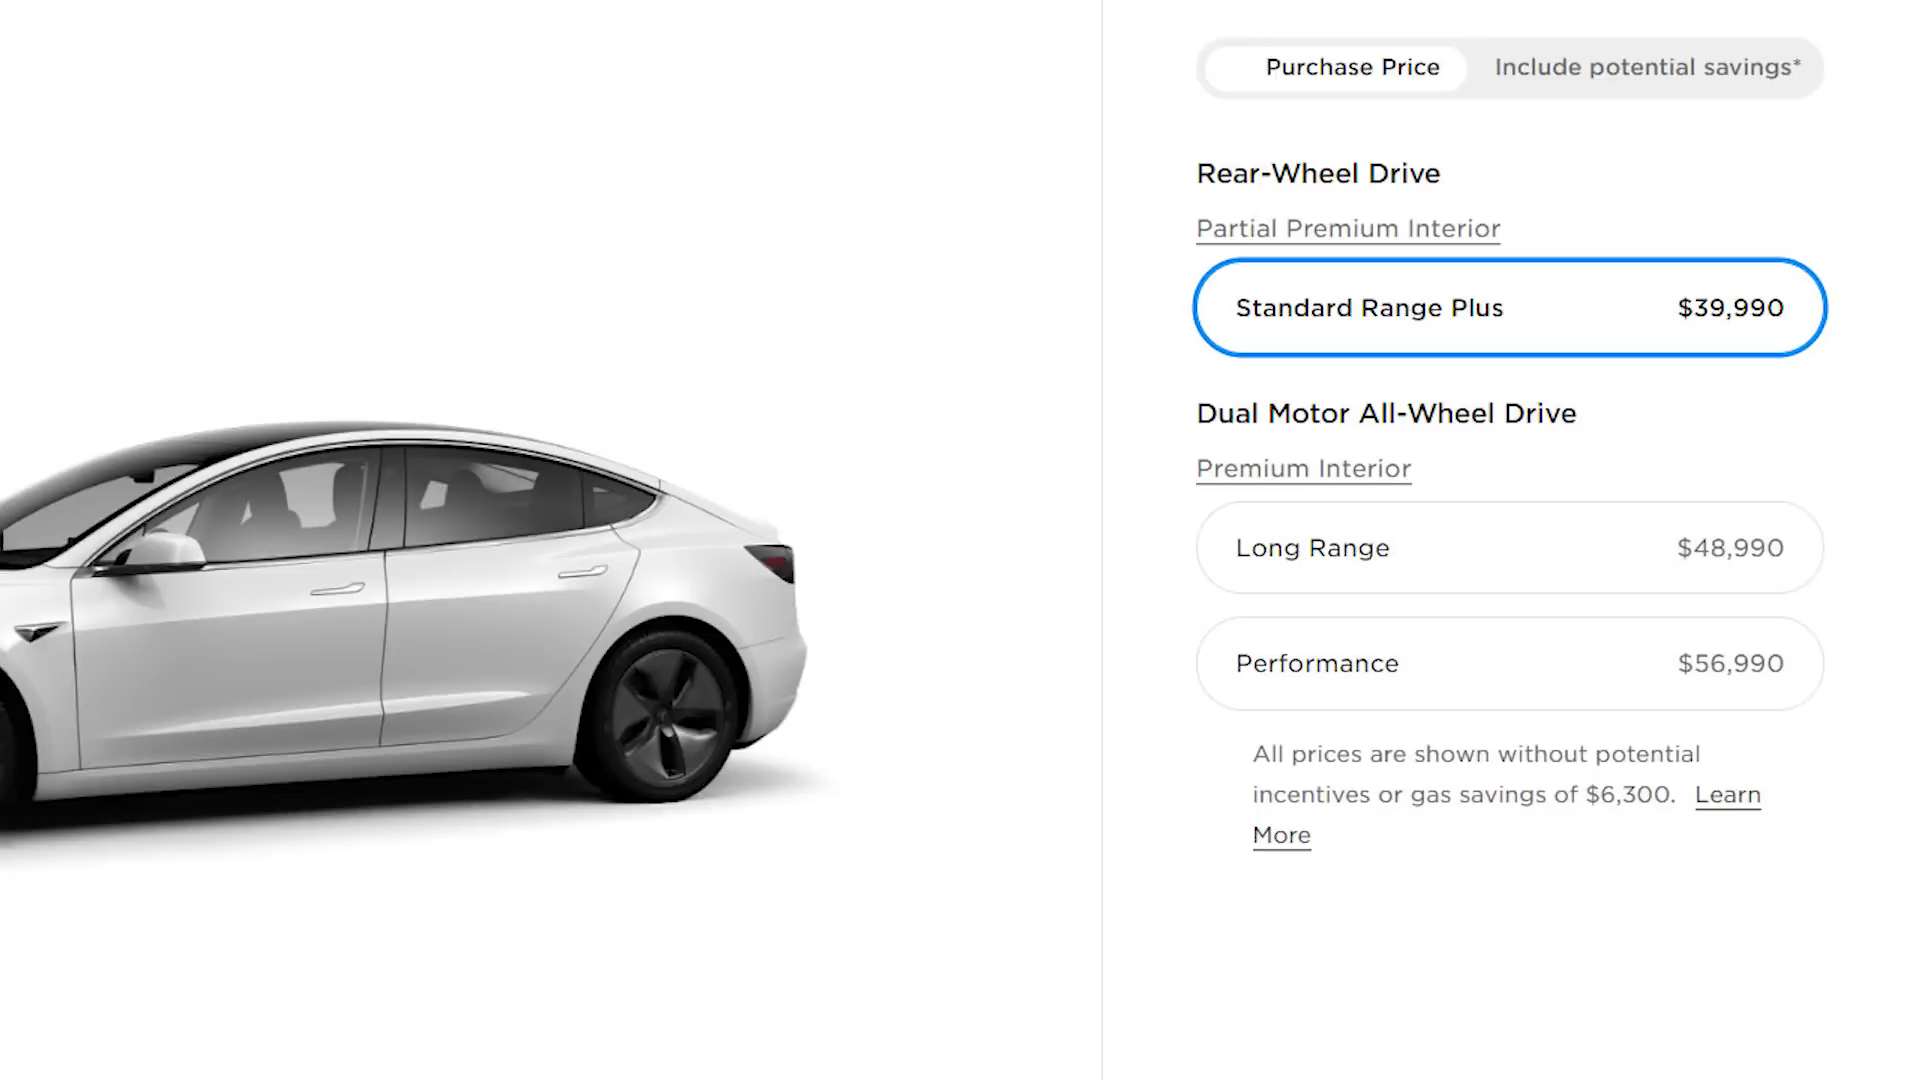 Purchase Price
Include potential savings*
Rear-Wheel Drive
Partial Premium Interior
Standard Range Plus $39,990
Dual Motor All-Wheel Drive
Premium Interior
Long Range $48,990
Performance $56,990
All prices are shown without potential
incentives or gas savings of $6,300. Learn
More